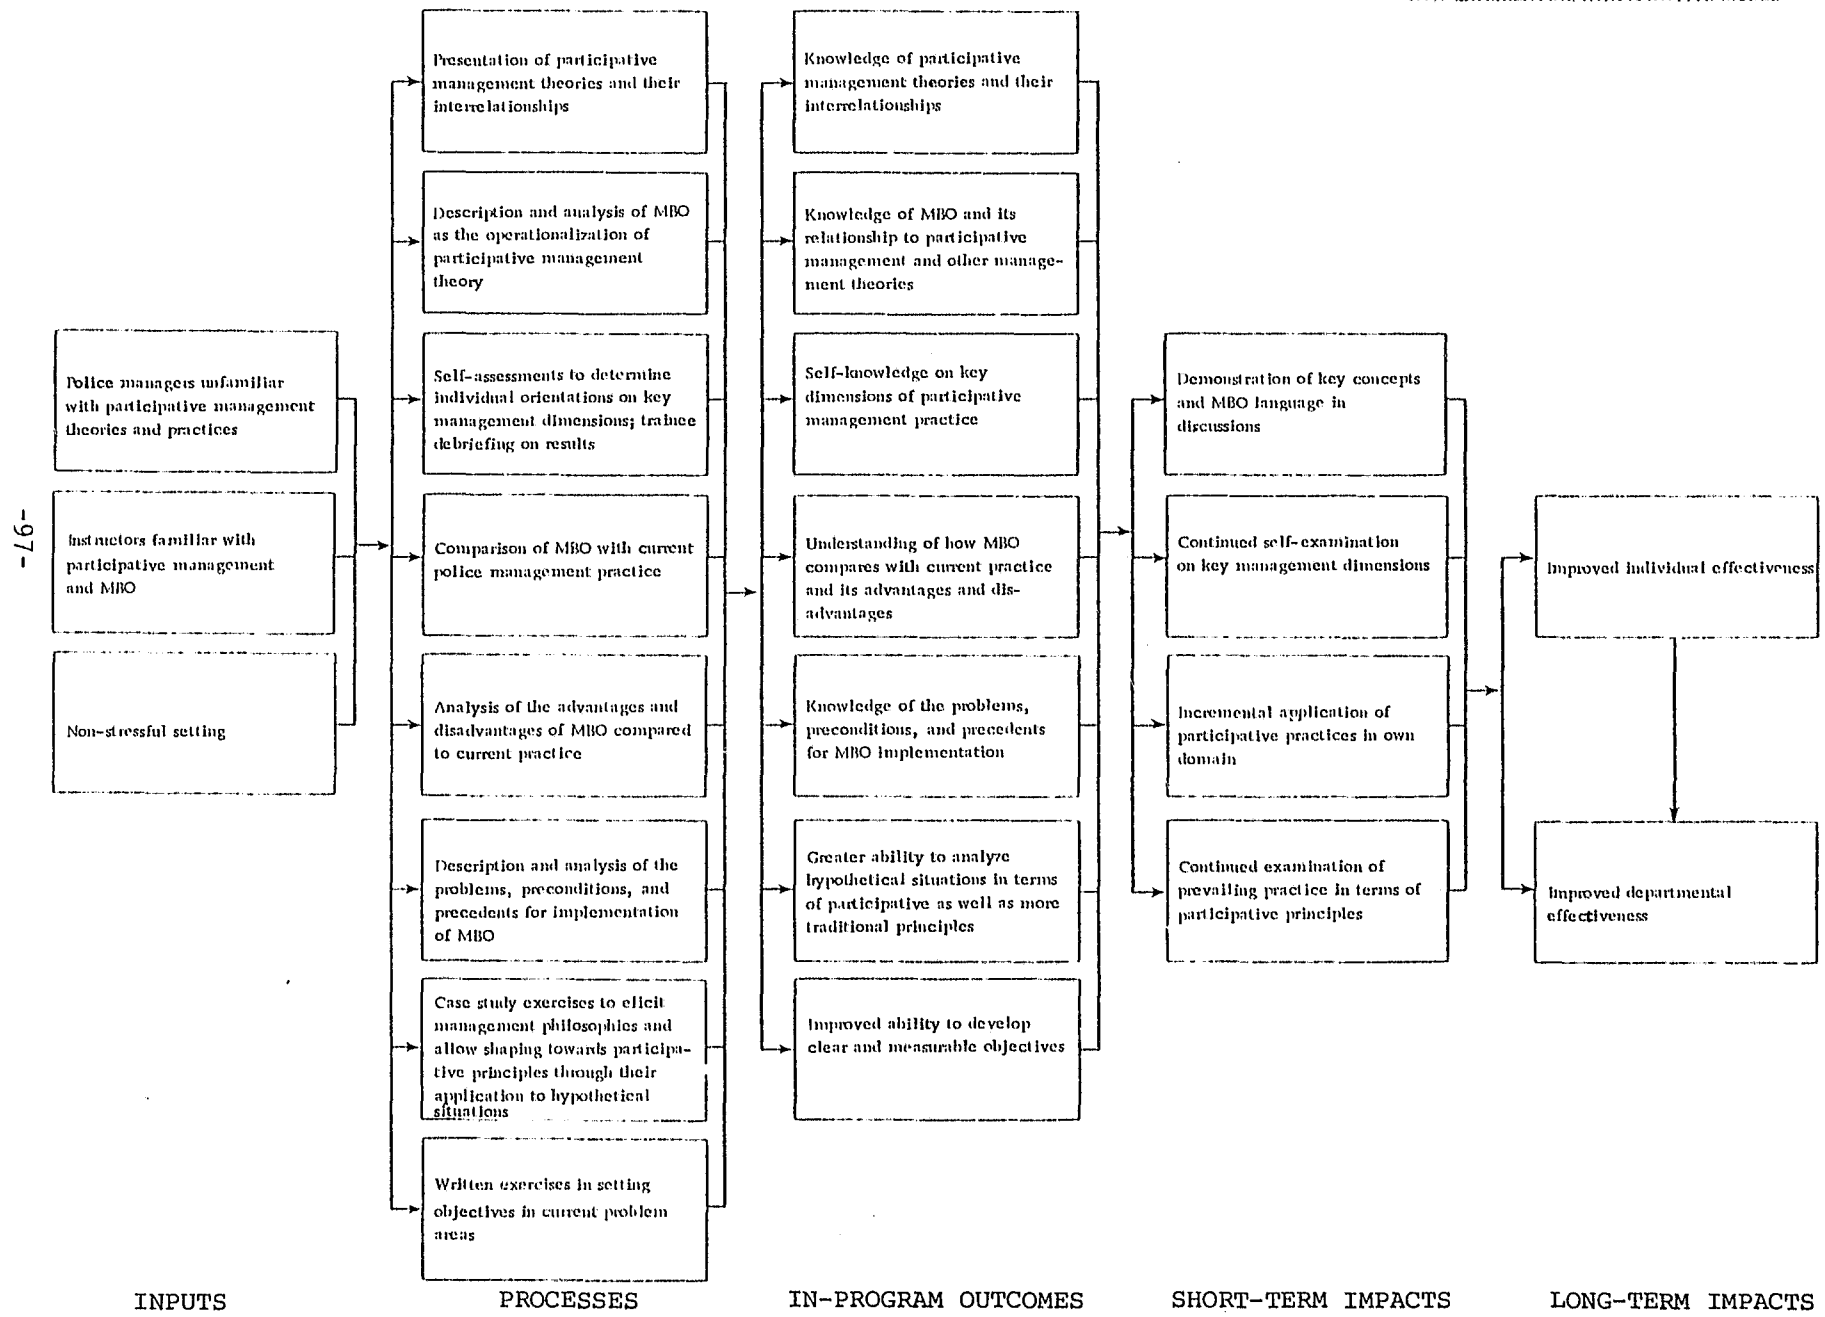 Presentation of participative
management theories and their
interrelationships
Description and analysis of MBO
as the operationalization of
participative management
theory
Police managers unfamiliar
with participative management
theories and practices
Self-assessments to determine
individual orientations on key
management dimensions; trainee
debriefing on results
Instructors familiar with
participative management
and MBO
Comparison of MBO with current
police management practice
Non-stressful setting
Analysis of the advantages and
disadvantages of MBO compared
to current practice
Description and analysis of the
problems, preconditions, and
precedents for implementation
of MBO
Case study exercises to elicit
management philosophies and
allow shaping towards participa-
tive principles through their
application to hypothetical
situations
Written exercises in setting
objectives in current problem
areas
Knowledge of participative
management theories and their
interrelationships
Knowledge of MBO and its
relationship to participative
management and other manage-
ment theories
Self-knowledge on key
dimensions of participative
management practice
Understanding of how MBO
compares with current practice
and its advantages and dis-
advantages
Knowledge of the problems,
preconditions, and precedents
for MBO implementation
Greater ability to analyze
hypothetical situations in terms
of participative as well as more
traditional principles
Improved ability to develop
clear and measurable objectives
Demonstration of key concepts
and MBO language in
discussions
Continued self-examination
on key management dimensions
Incremental application of
participative practices in own
domain
Continued examination of
prevailing practice in terms of
participative principles
Improved individual effectiveness
Improved departmental
effectiveness
INPUTS
PROCESSES
IN-PROGRAM OUTCOMES
SHORT-TERM IMPACTS
LONG-TERM IMPACTS
-97-